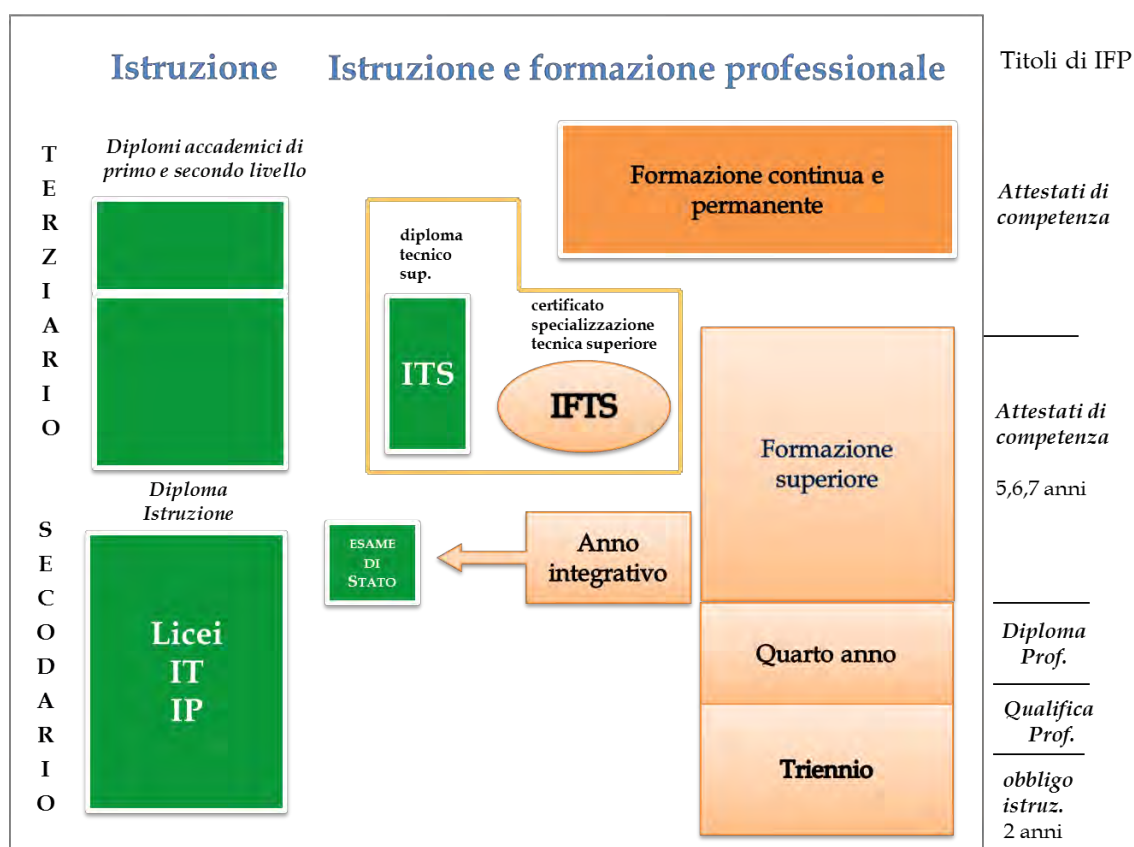 Istruzione
Istruzione e formazione professionale
Titoli di IFP
TERZIARIO
Diplomi accademici di
primo e secondo livello
Formazione continua e
permanente
Attestati di
competenza
diploma
tecnico
sup.
ITS
certificato
specializzazione
tecnica superiore
IFTS
Formazione
superiore
Attestati di
competenza
5,6,7 anni
Diploma
Istruzione
SECODARIO
Licei
IT
IP
ESAME
DI
STATO
Anno
integrativo
Quarto anno
Diploma
Prof.
Qualifica
Prof.
Triennio
obbligo
istruz.
2 anni